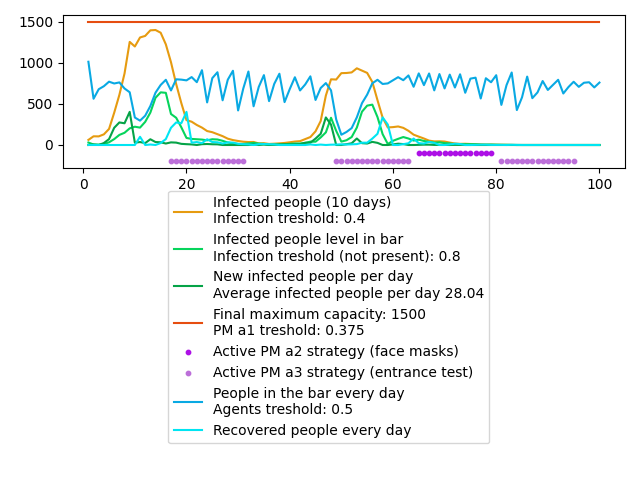 1500
1000
500
0
0
20
40
60
80
100
Infected people (10 days)
Infection treshold: 0.4
Infected people level in bar
Infection treshold (not present): 0.8
New infected people per day
Average infected people per day 28.04
Final maximum capacity: 1500
PM a1 treshold: 0.375
Active PM a2 strategy (face masks)
Active PM a3 strategy (entrance test)
People in the bar every day
Agents treshold: 0.5
Recovered people every day